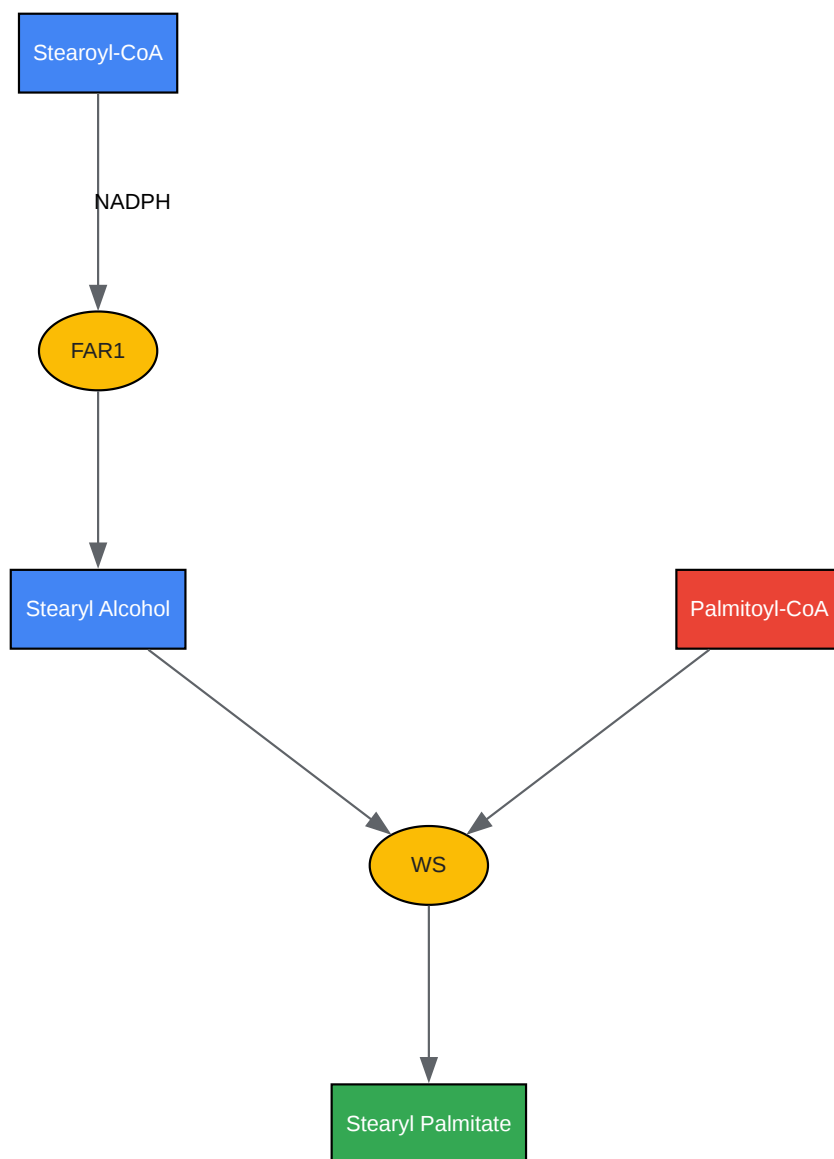 Stearoyl-CoA
NADPH
FAR1
Stearyl Alcohol
Palmitoyl-CoA
WS
Stearyl Palmitate